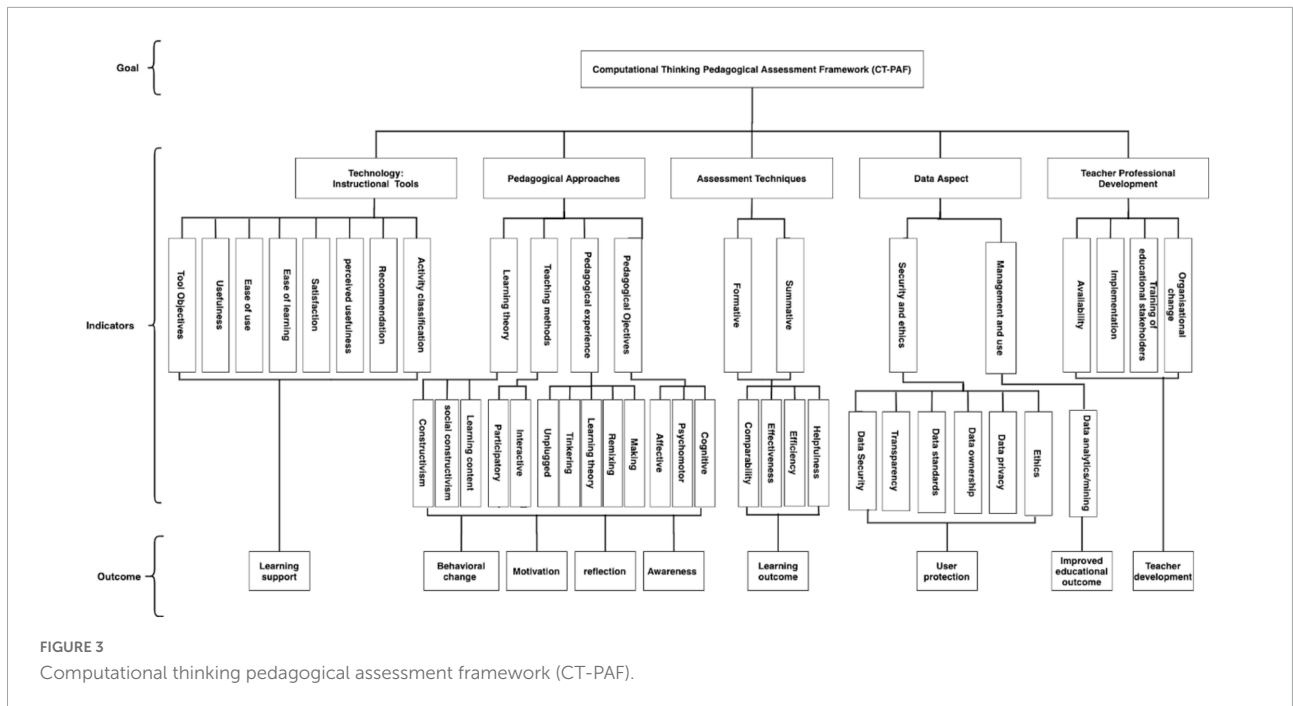 Goal
Computational Thinking Pedagogical Assessment Framework (CT-PAF)
Indicators
Technology:
Instructional Tools
Pedagogical Approaches
Assessment Techniques
Data Aspect
Teacher Professional
Development
Tool Objectives
Usefulness
Ease of use
Ease of learning
Satisfaction
perceived usefulness
Recommendation
Activity classification
Learning theory
Teaching methods
Pedagogical experience
Pedagogical Ojectives
Formative
Summative
Security and ethics
Management and use
Availability
Implementation
Training of
educational stakeholders
Organisational
change
Constructivism
social constructivism
Learning content
Participatory
Interactive
Unplugged
Tinkering
Learning theory
Remixing
Making
Affective
Psychomotor
Cognitive
Comparability
Effectiveness
Efficiency
Helpfulness
Data Security
Transparency
Data standards
Data ownership
Data privacy
Ethics
Data analytics/mining
Outcome
Learning
support
Behavioral
change
Motivation
reflection
Awareness
Learning
outcome
User
protection
Improved
educational
outcome
Teacher
development
FIGURE 3
Computational thinking pedagogical assessment framework (CT-PAF).